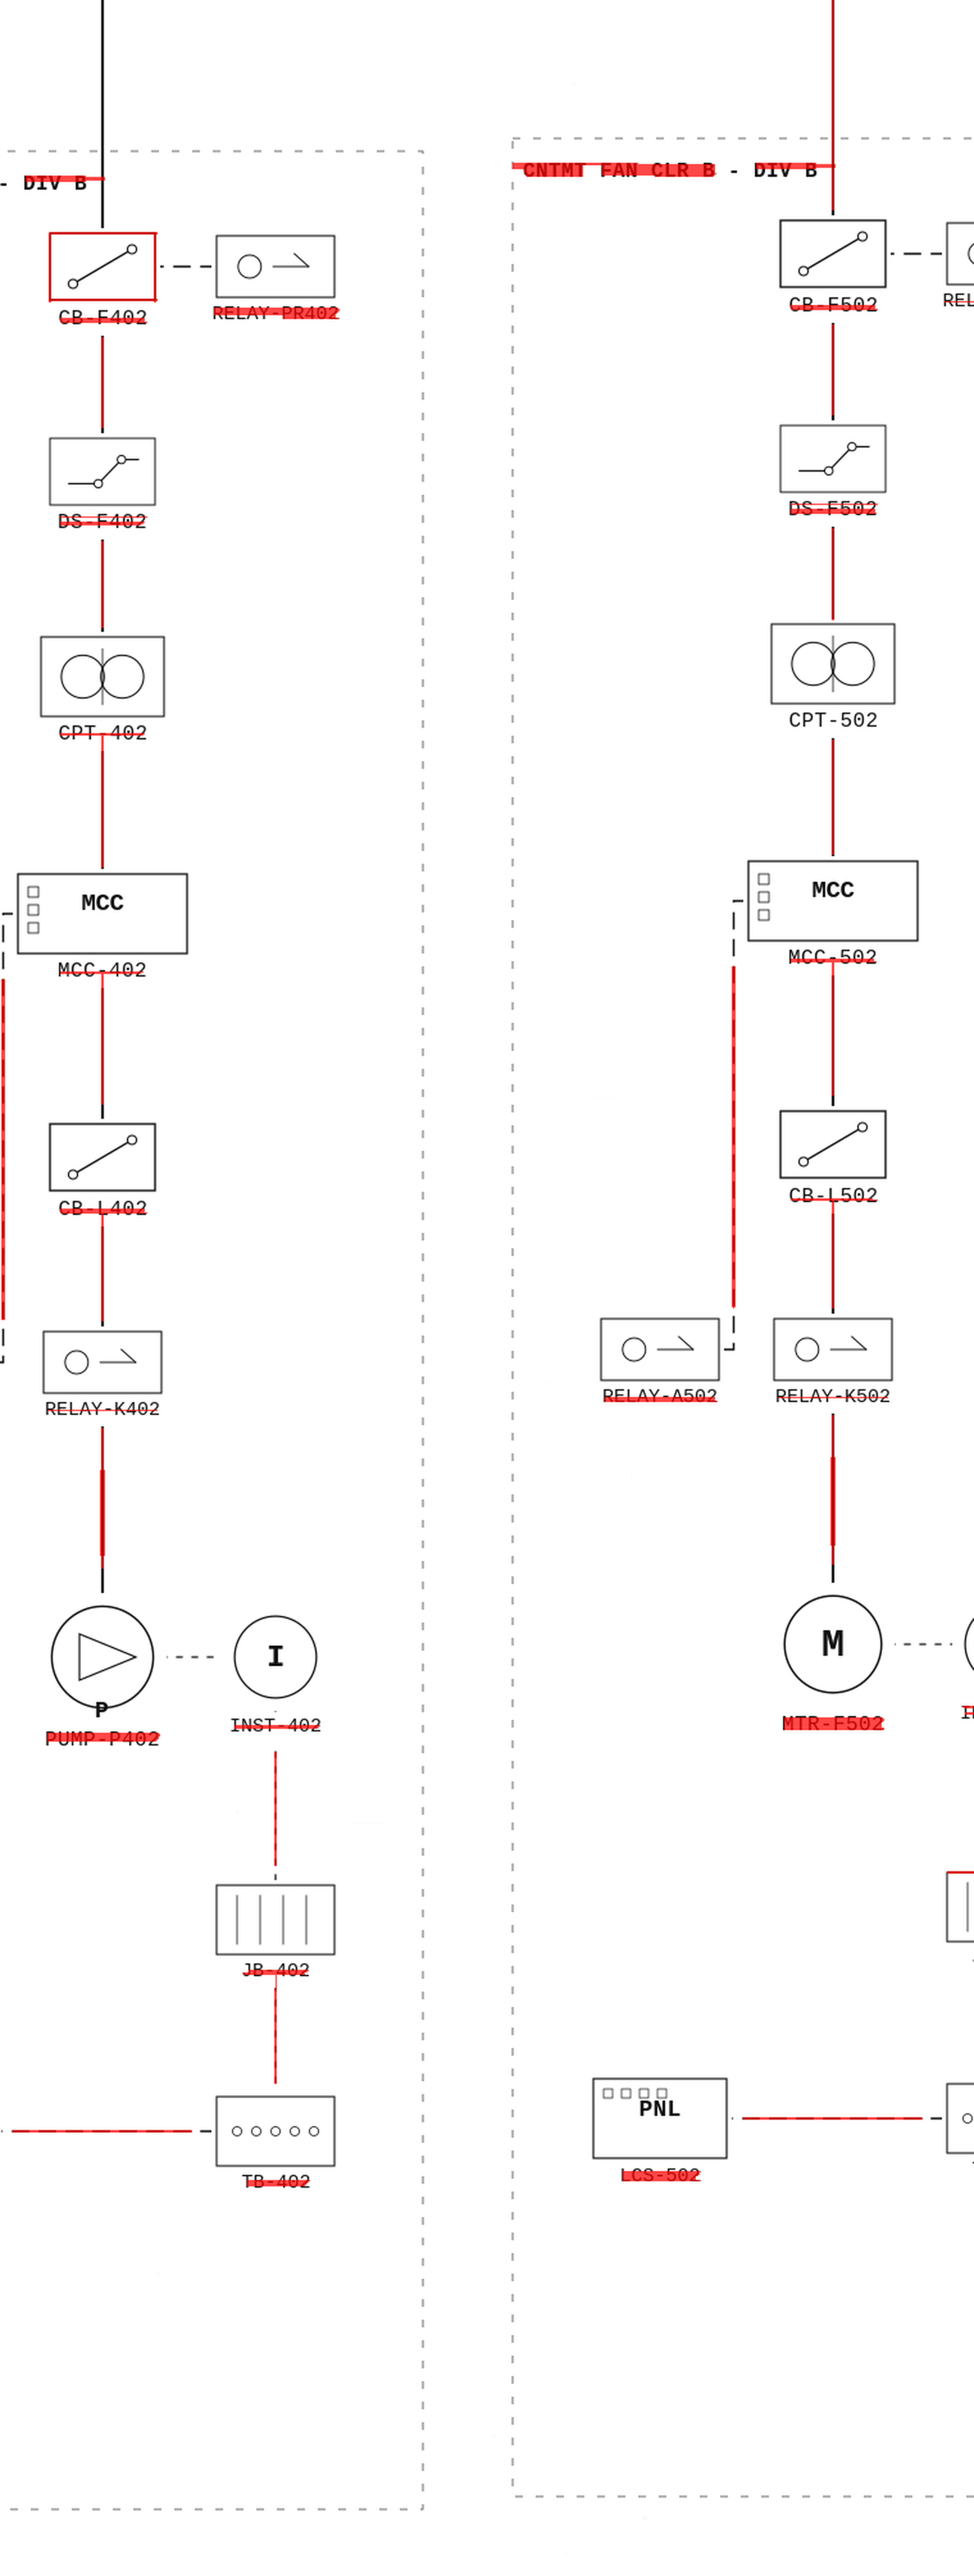 - DIV B
CNTMT FAN CLR B - DIV B
CB-F402
RELAY-PR402
CB-F502
REL
DS-F402
DS-F502
CPT-402
CPT-502
MCC
MCC-402
MCC
MCC-502
CB-L402
CB-L502
RELAY-K402
RELAY-A502
RELAY-K502
P
PUMP-P402
I
INST-402
M
MTR-F502
JB-402
TB-402
PNL
LCS-502